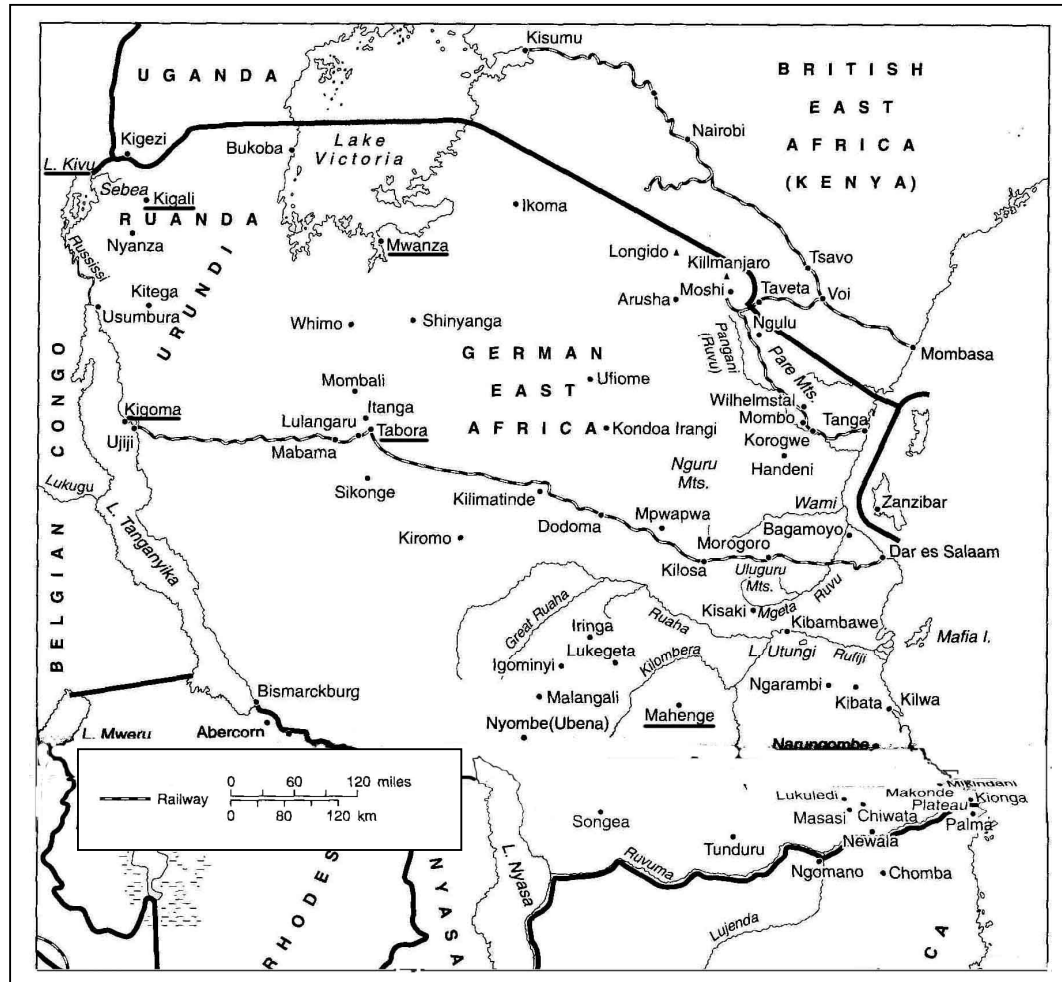 Kisumu
UGANDA
BRITISH
EAST
AFRICA
(KENYA)
Kigezi
Bukoba
Lake
Victoria
Nairobi
L. Kivu
Sebea
Kigali
RUANDA
Nyanza
Ikoma
Russissi
Mwanza
Longido
Killmanjaro
Tsavo
Moshi
Taveta
Voi
Arusha
Kitega
Usumbura
URUNDI
Whimo
Shinyanga
Ngulu
Pangani
(Ruvu)
Mombasa
GERMAN
EAST
AFRICA
Pare Mts.
Ufiome
Mombali
Wilhelmstal
Kigoma
Itanga
Lulangaru
Tabora
Mombo
Tanga
Ujiji
Mabama
Kondoa Irangi
Korogwe
Handeni
BELGIAN CONGO
Nguru
Mts.
Lukugu
Sikonge
Kilimatinde
Wami
Zanzibar
L. Tanganyika
Dodoma
Mpwapwa
Bagamoyo
Kiromo
Morogoro
Dar es Salaam
Kilosa
Uluguru
Mts.
Ruvu
Kisaki
Mgeta
Great Ruaha
Ruaha
Kibambawe
Iringa
Mafia I.
Lukegeta
L. Utungi
Rufiji
Igominyi
Kilombera
Ngarambi
Bismarckburg
Malangali
Kibata
Kilwa
Mahenge
L. Mweru
Abercorn
Nyombe(Ubena)
Narungombe
0 60 120 miles
Railway
0 80 120 km
Mikindani
Lukuledi
Makonde
Plateau
Kionga
Songea
Masasi
Chiwata
Palma
Newala
Tunduru
L. Nyasa
Ruvuma
Ngomano
Chomba
RHODES
NYASA
Lujenda
CA